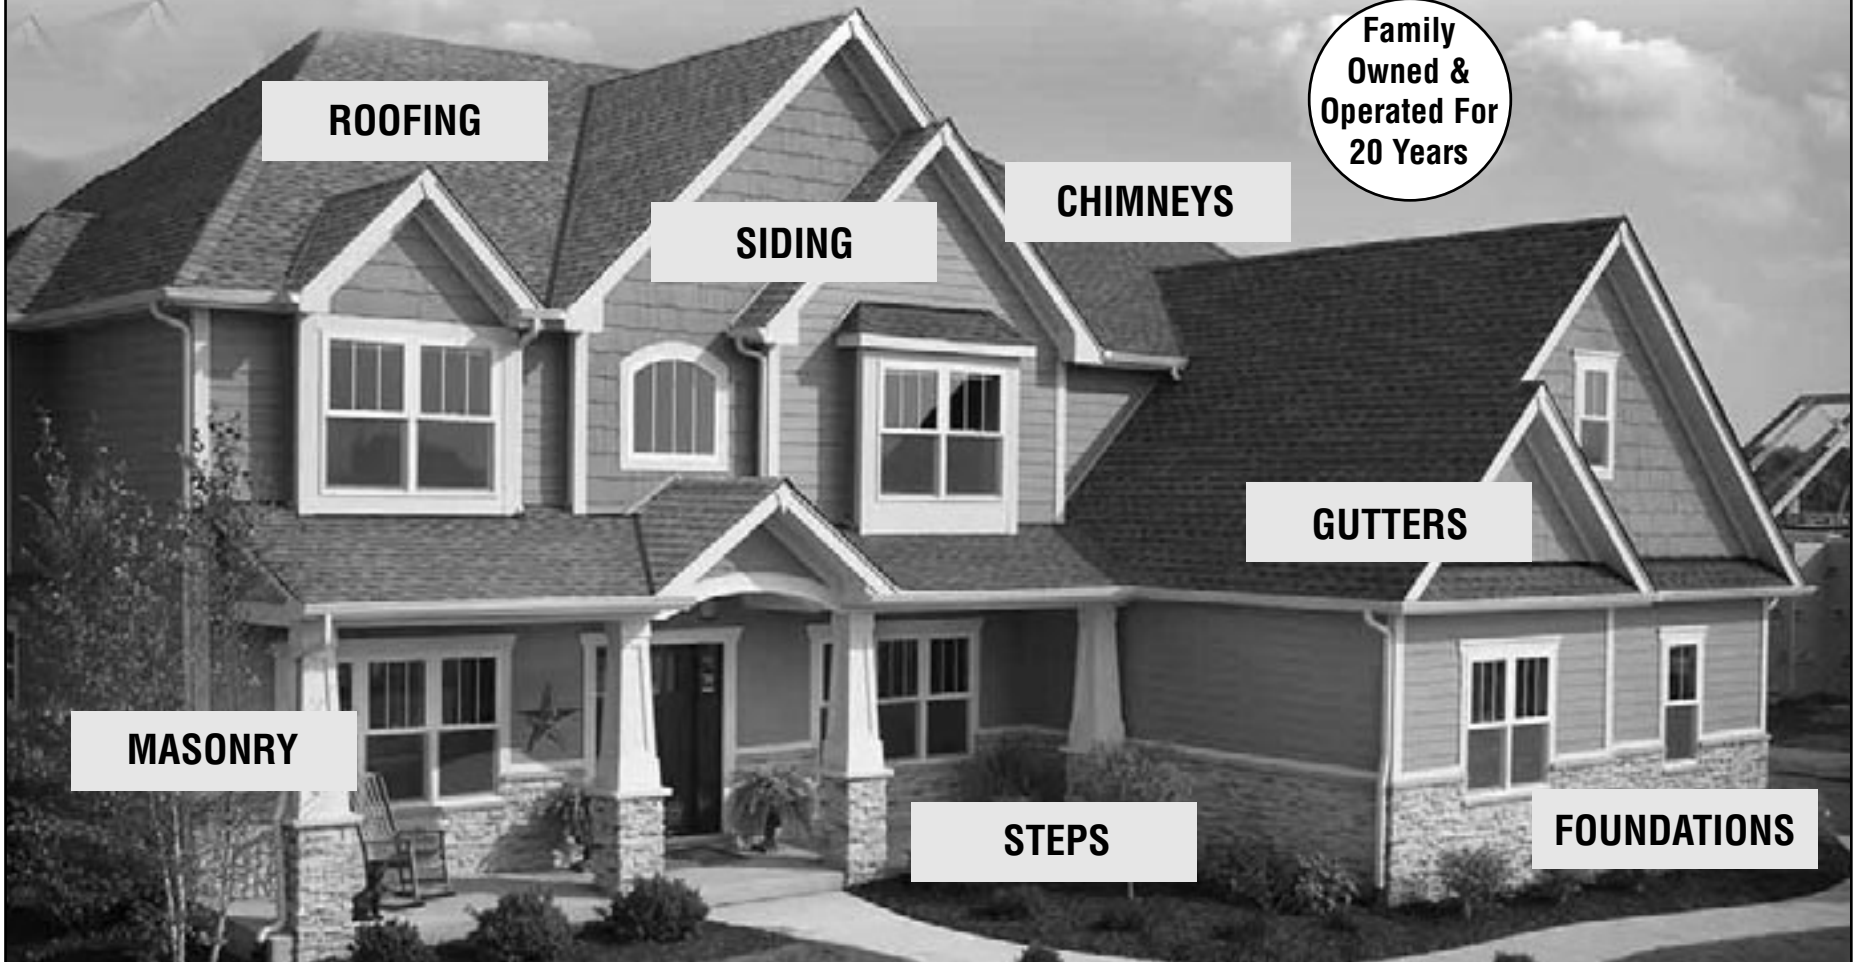 Family
Owned &
Operated For
20 Years
ROOFING
CHIMNEYS
SIDING
GUTTERS
MASONRY
STEPS
FOUNDATIONS